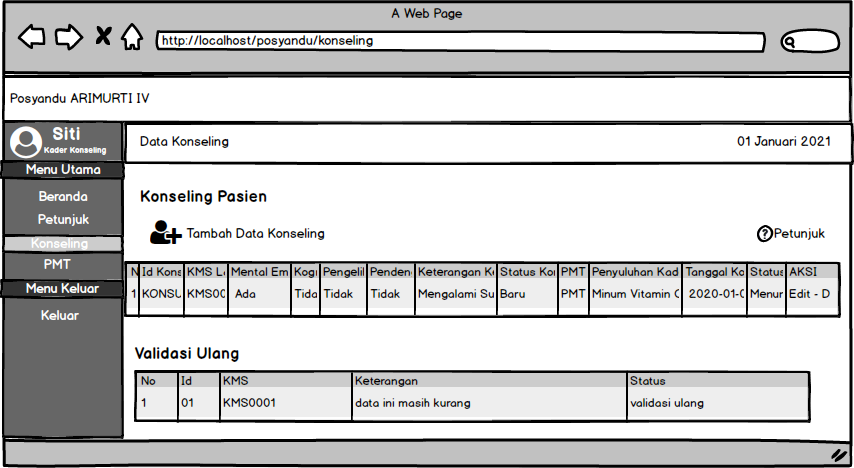 A Web Page
http://localhost/posyandu/konseling
Posyandu ARIMURTI IV
Siti
Kader Konseling
Data Konseling
01 Januari 2021
Menu Utama
Beranda
Petunjuk
Konseling
PMT
Menu Keluar
Keluar
Konseling Pasien
Tambah Data Konseling
Petunjuk
N Id Kons KMS L Mental Em Kog Pengeli Penden Keterangan K Status Ko PMT Penyuluhan Kad Tanggal Ko Status AKSI
1 KONSU KMS00 Ada Tida Tidak Tidak Mengalami Su Baru PMT Minum Vitamin 2020-01-0 Menur Edit - D
Validasi Ulang
No Id KMS Keterangan Status
1 01 KMS0001 data ini masih kurang validasi ulang